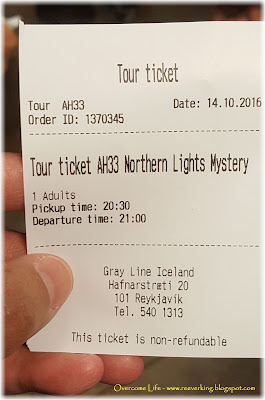 Tour ticket
Tour AH33 Date: 14.10.2016
Order ID: 1370345
Tour ticket AH33 Northern Lights Mystery
1 Adults
Pickup time: 20:30
Departure time: 21:00
Gray Line Iceland
Hafnarstræti 20
101 Reykjavik
Tel. 540 1313
This ticket is non-refundable
Overcome Life - www.reeverking.blogspot.com